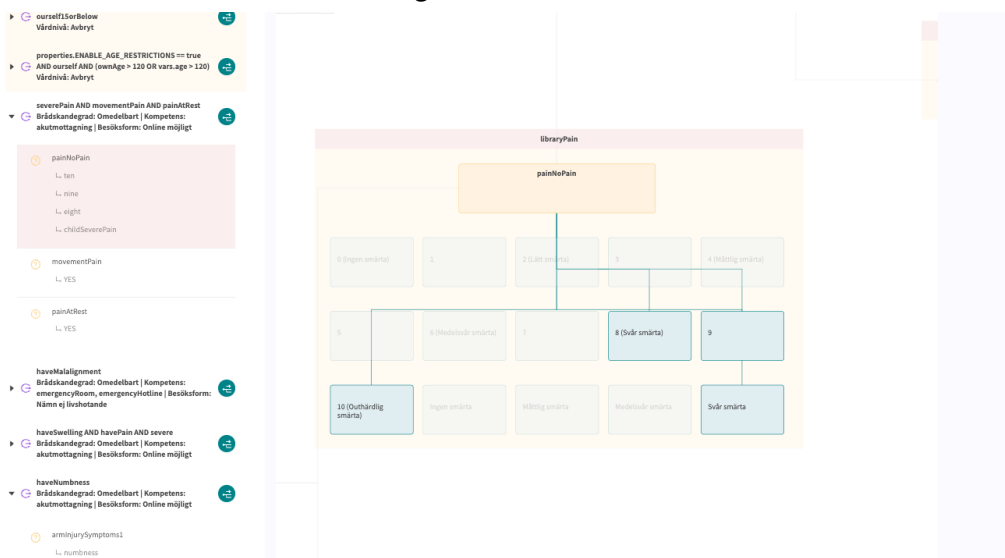 ourself15orBelow
Vårdnivå: Avbryt
properties.ENABLE_AGE_RESTRICTIONS == true
AND ourself AND (ownAge > 120 OR vars.age > 120)
Vårdnivå: Avbryt
severePain AND movementPain AND painAtRest
Brådskandegrad: Omedelbart | Kompetens:
akutmottagning | Besöksform: Online möjligt
painNoPain
ten
nine
eight
childSeverePain
movementPain
YES
painAtRest
YES
haveMalalignment
Brådskandegrad: Omedelbart | Kompetens:
emergencyRoom, emergencyHotline | Besöksform:
Nämn ej livshotande
haveSwelling AND havePain AND severe
Brådskandegrad: Omedelbart | Kompetens:
akutmottagning | Besöksform: Online möjligt
haveNumbness
Brådskandegrad: Omedelbart | Kompetens:
akutmottagning | Besöksform: Online möjligt
armInjurySymptoms1
numbness
libraryPain
painNoPain
0 (Ingen smärta)
1
2 (Lätt smärta)
3
4 (Måttlig smärta)
5
6 (Medelsvår smärta)
7
8 (Svår smärta)
9
10 (Outhärdlig
smärta)
Ingen smärta
Måttlig smärta
Medelsvår smärta
Svår smärta